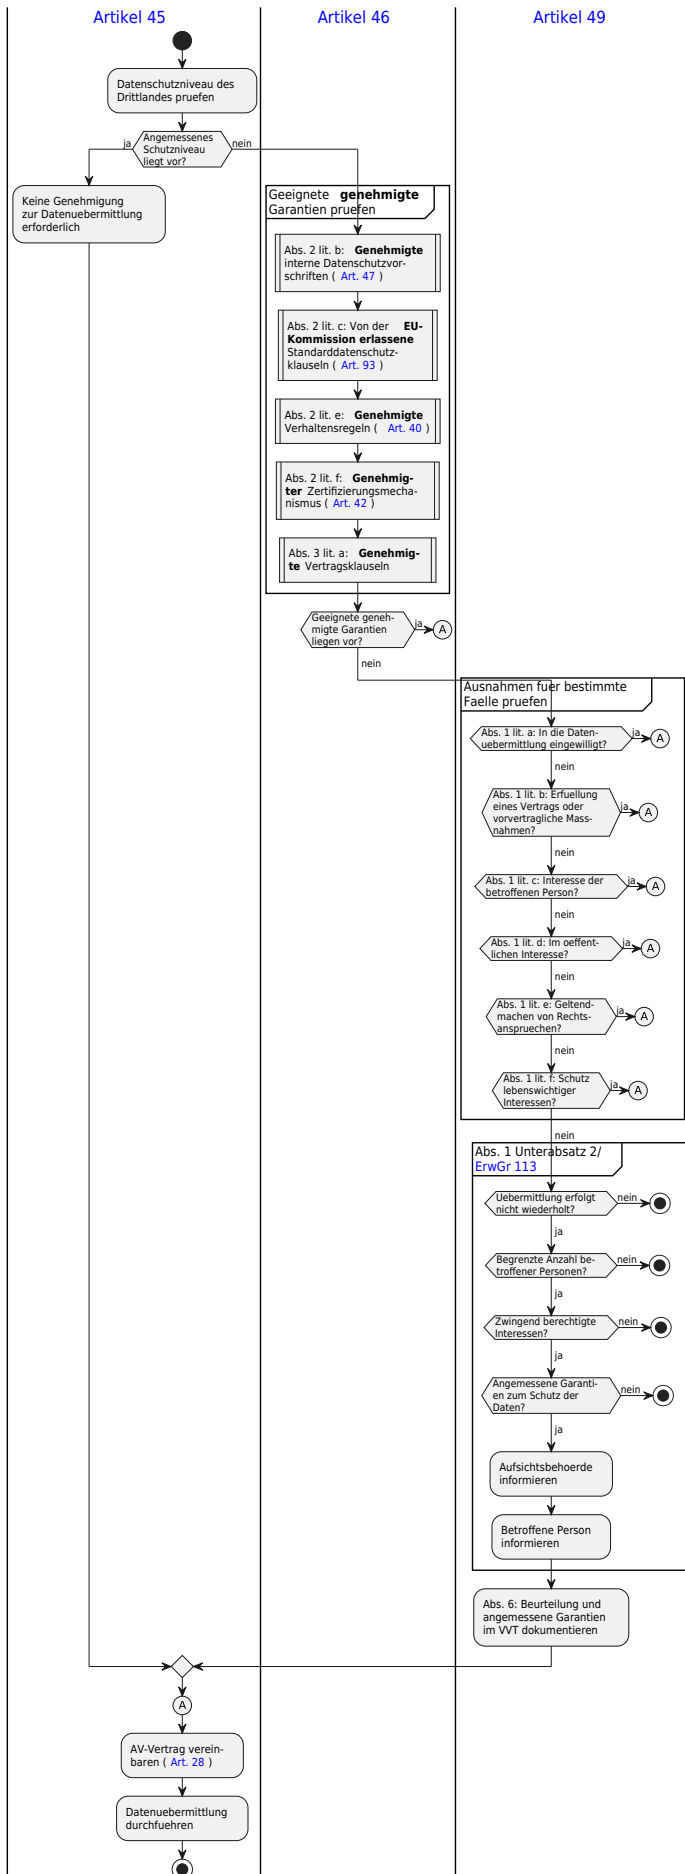 Artikel 45
Artikel 46
Artikel 49
Datenschutzniveau des
Drittlandes pruefen
Angemessenes
Schutzniveau
liegt vor?
ja
nein
Keine Genehmigung
zur Datenuebermittlung
erforderlich
Geeignete genehmigte
Garantien pruefen
Abs. 2 lit. b: Genehmigte
interne Datenschutzvor-
schriften ( Art. 47 )
Abs. 2 lit. c: Von der EU-
Kommission erlassene
Standarddatenschutz-
klauseln ( Art. 93 )
Abs. 2 lit. e: Genehmigte
Verhaltensregeln ( Art. 40 )
Abs. 2 lit. f: Genehmig-
ter Zertifizierungsmecha-
nismus ( Art. 42 )
Abs. 3 lit. a: Genehmig-
te Vertragsklauseln
Geeignete geneh-
migte Garantien
liegen vor?
ja
A
nein
Ausnahmen fuer bestimmte
Faelle pruefen
Abs. 1 lit. a: In die Daten-
uebermittlung eingewilligt?
ja
A
nein
Abs. 1 lit. b: Erfuellung
eines Vertrags oder
vorvertragliche Mass-
nahmen?
ja
A
nein
Abs. 1 lit. c: Interesse der
betroffenen Person?
ja
A
nein
Abs. 1 lit. d: Im oeffent-
lichen Interesse?
ja
A
nein
Abs. 1 lit. e: Geltend-
machen von Rechts-
anspruechen?
ja
A
nein
Abs. 1 lit. f: Schutz
lebenswichtiger
Interessen?
ja
A
nein
Abs. 1 Unterabsatz 2/
ErwGr 113
Uebermittlung erfolgt
nicht wiederholt?
nein
ja
Begrenzte Anzahl be-
troffener Personen?
nein
ja
Zwingend berechtigte
Interessen?
nein
ja
Angemessene Garanti-
en zum Schutz der
Daten?
nein
ja
Aufsichtsbehoerde
informieren
Betroffene Person
informieren
Abs. 6: Beurteilung und
angemessene Garantien
im VVT dokumentieren
A
AV-Vertrag verein-
baren ( Art. 28 )
Datenuebermittlung
durchfuehren